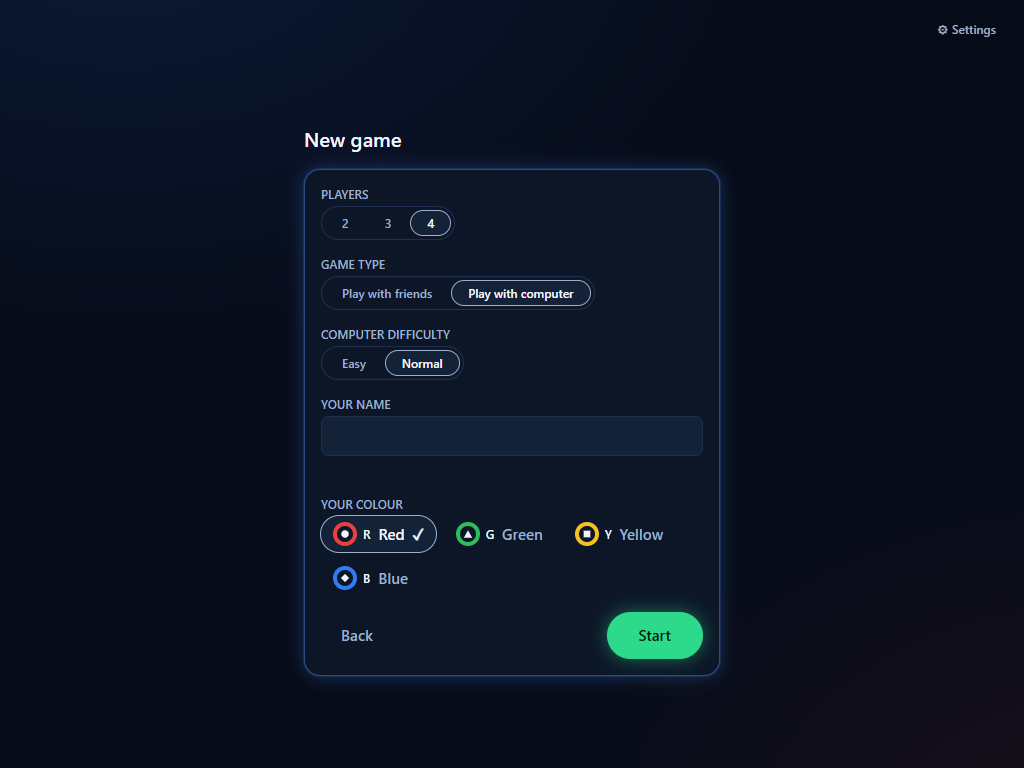 ⚙ Settings
New game
PLAYERS
2 3 4
GAME TYPE
Play with friends Play with computer
COMPUTER DIFFICULTY
Easy Normal
YOUR NAME
YOUR COLOUR
R Red ✓ G Green Y Yellow
B Blue
Back Start